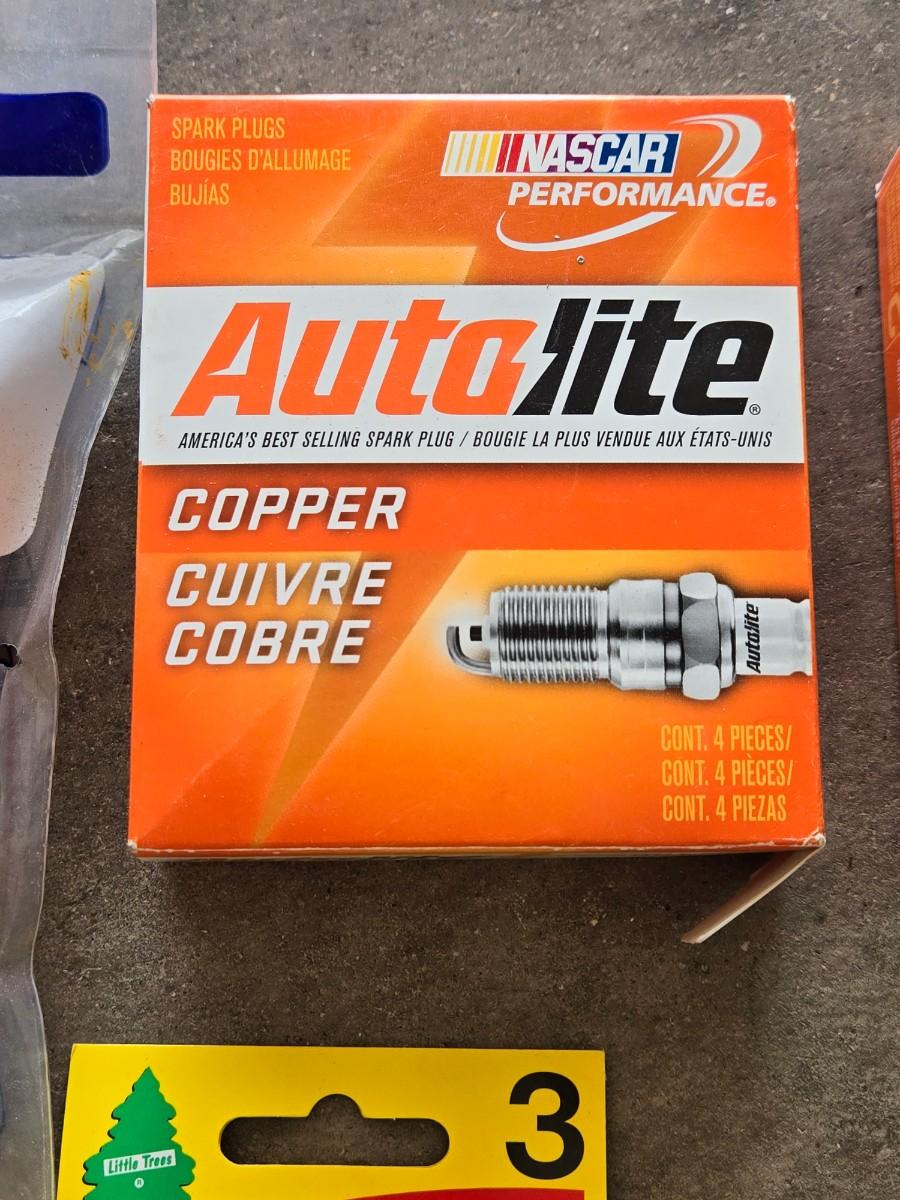 SPARK PLUGS
BOUGIES D'ALLUMAGE
BUJÍAS
NASCAR
PERFORMANCE®
Autolite®
AMERICA'S BEST SELLING SPARK PLUG / BOUGIE LA PLUS VENDUE AUX ÉTATS-UNIS
COPPER
CUIVRE
COBRE
Autolite
CONT. 4 PIECES/
CONT. 4 PIÈCES/
CONT. 4 PIEZAS
3
Little Trees
®